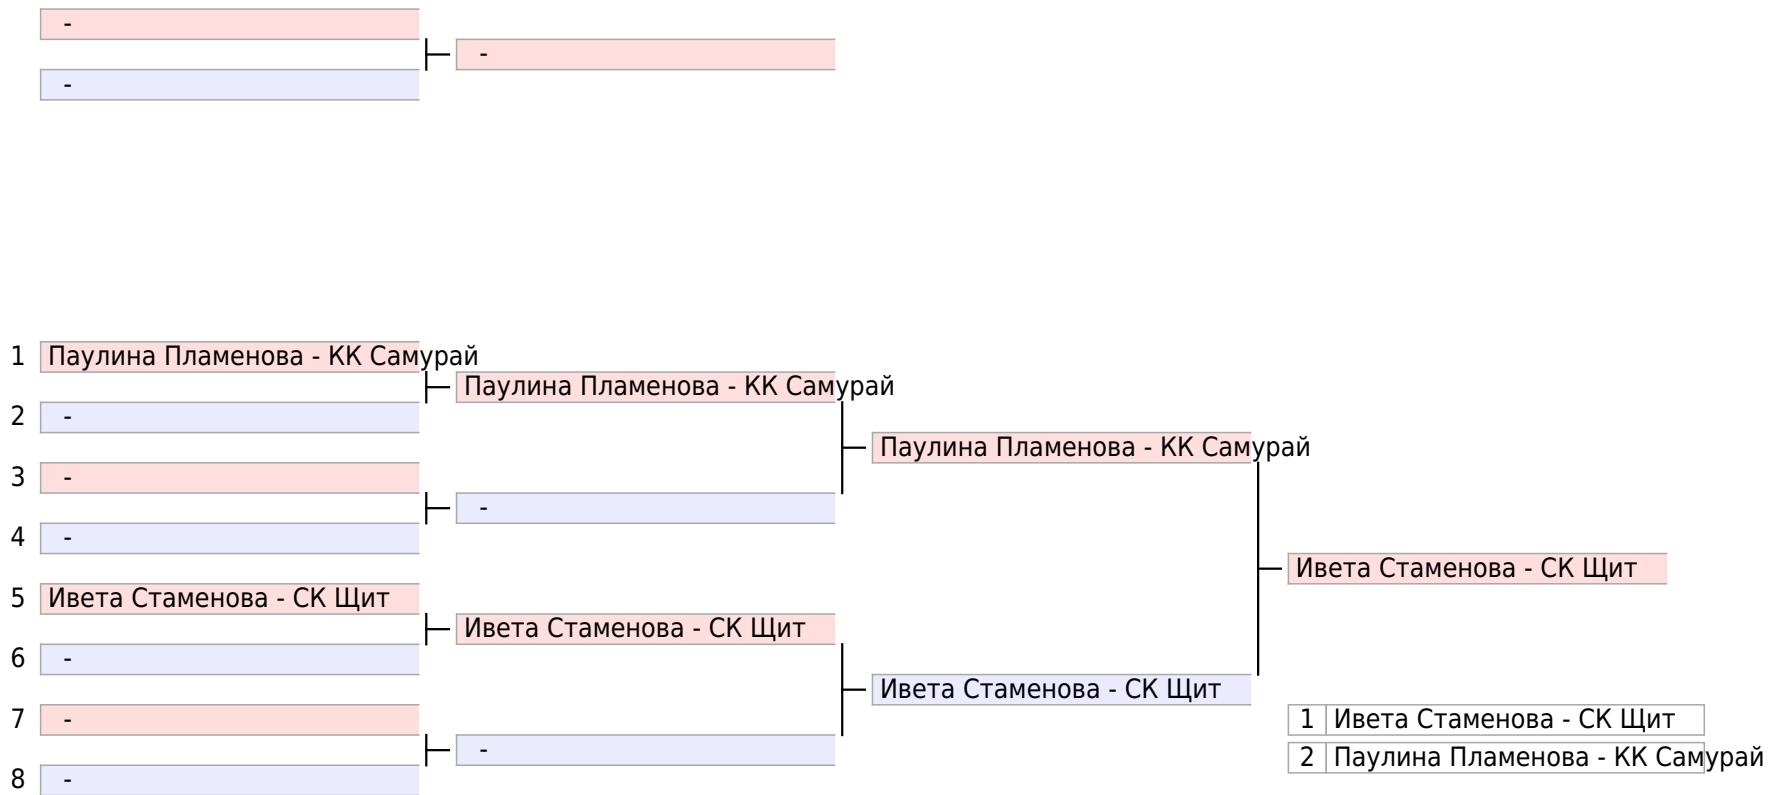 -
-
-
1 Паулина Пламенова - КК Самурай
Паулина Пламенова - КК Самурай
2 -
Паулина Пламенова - КК Самурай
3 -
-
4 -
Ивета Стаменова - СК Щит
5 Ивета Стаменова - СК Щит
Ивета Стаменова - СК Щит
6 -
Ивета Стаменова - СК Щит
7 -
1 Ивета Стаменова - СК Щит
-
2 Паулина Пламенова - КК Самурай
8 -